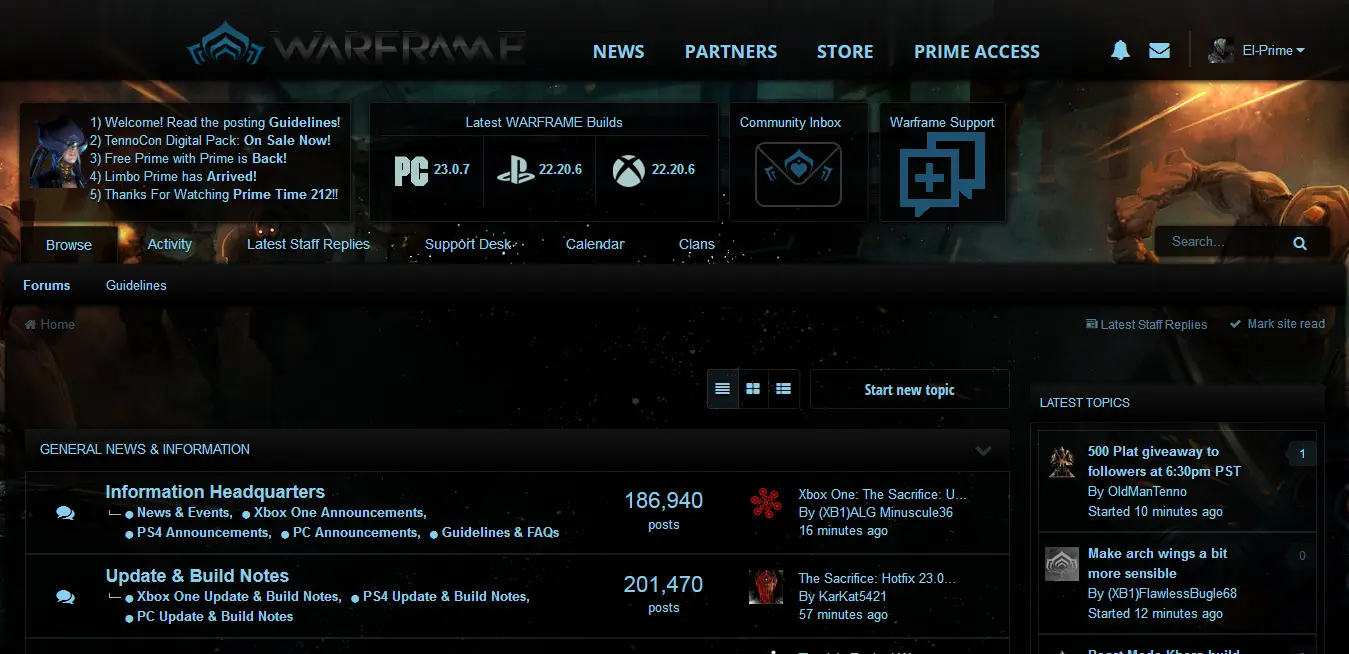 WARFRAME
NEWS
PARTNERS
STORE
PRIME ACCESS
El-Prime
1) Welcome! Read the posting Guidelines!
2) TennoCon Digital Pack: On Sale Now!
3) Free Prime with Prime is Back!
4) Limbo Prime has Arrived!
5) Thanks For Watching Prime Time 212!!
Latest WARFRAME Builds
PC 23.0.7
22.20.6
22.20.6
Community Inbox
Warframe Support
Browse
Activity
Latest Staff Replies
Support Desk
Calendar
Clans
Search...
Forums
Guidelines
Home
Latest Staff Replies
Mark site read
Start new topic
GENERAL NEWS & INFORMATION
Information Headquarters
News & Events, Xbox One Announcements,
PS4 Announcements, PC Announcements, Guidelines & FAQs
186,940
posts
Xbox One: The Sacrifice: U...
By (XB1)ALG Minuscule36
16 minutes ago
Update & Build Notes
Xbox One Update & Build Notes, PS4 Update & Build Notes,
PC Update & Build Notes
201,470
posts
The Sacrifice: Hotfix 23.0...
By KarKat5421
57 minutes ago
LATEST TOPICS
500 Plat giveaway to
followers at 6:30pm PST
1
By OldManTenno
Started 10 minutes ago
Make arch wings a bit
more sensible
0
By (XB1)FlawlessBugle68
Started 12 minutes ago